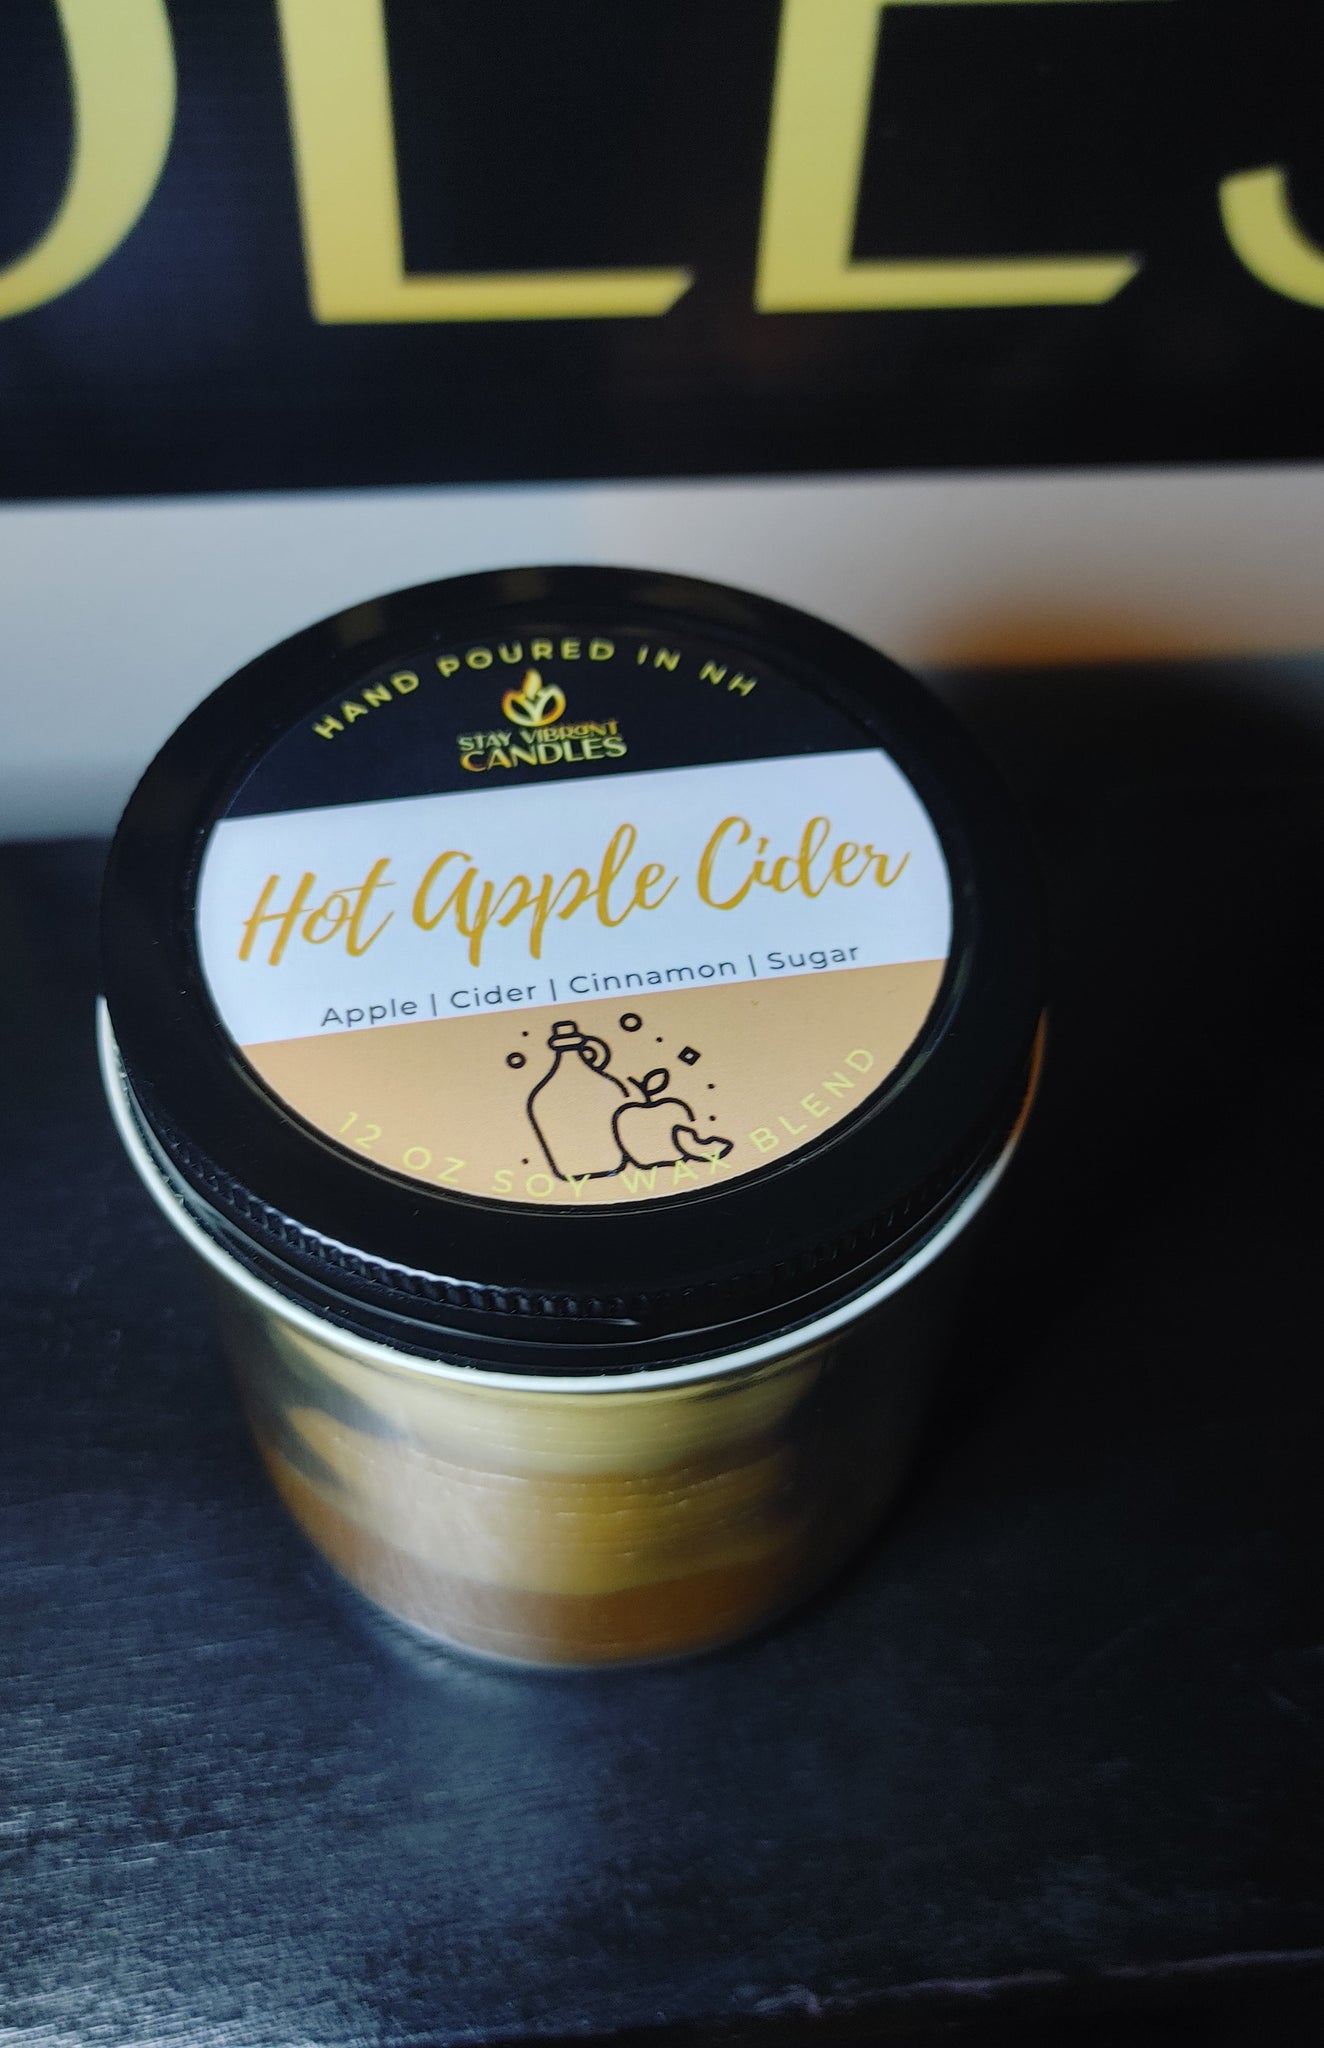 DLES
HAND POURED IN NH
STAY VIBRANT
CANDLES
Hot Apple Cider
Apple | Cider | Cinnamon | Sugar
12 OZ SOY WAX BLEND